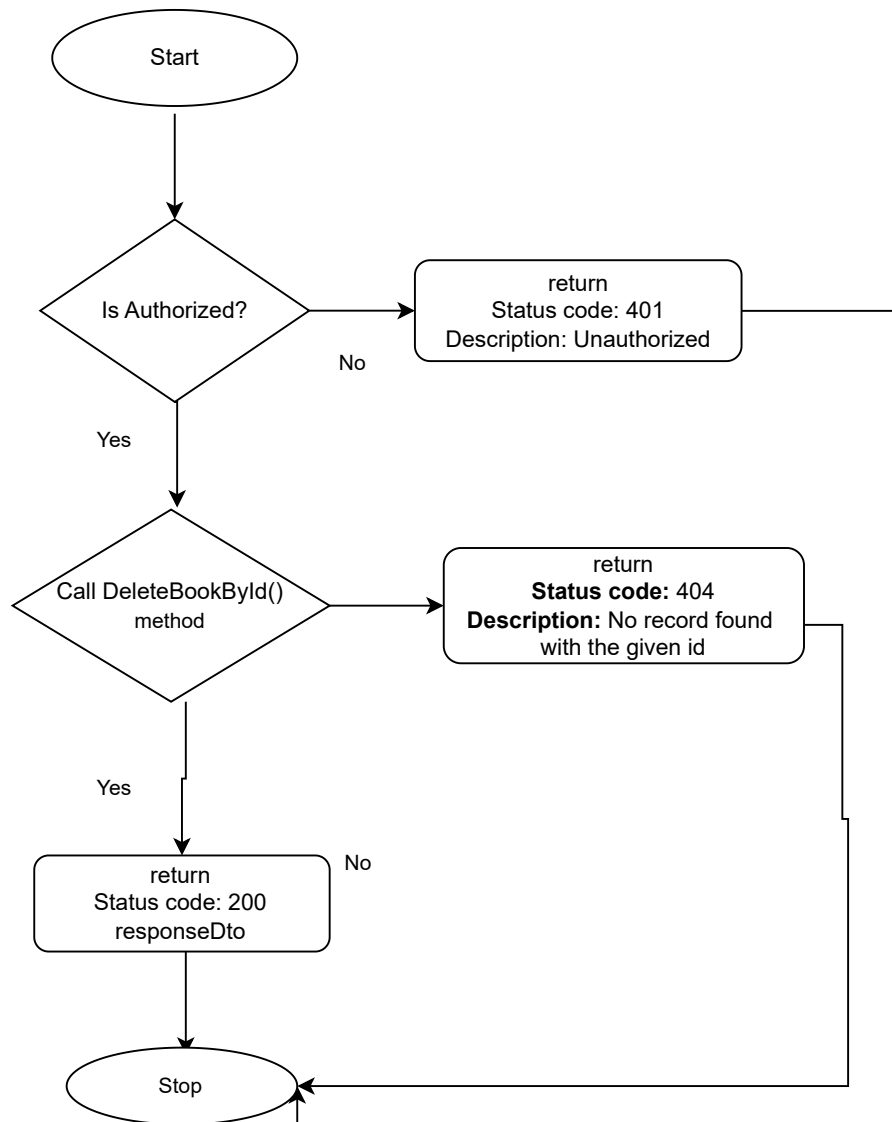 Start
Is Authorized?
return
Status code: 401
Description: Unauthorized
No
Yes
Call DeleteBookById()
method
return
Status code: 404
Description: No record found
with the given id
Yes
No
return
Status code: 200
responseDto
Stop